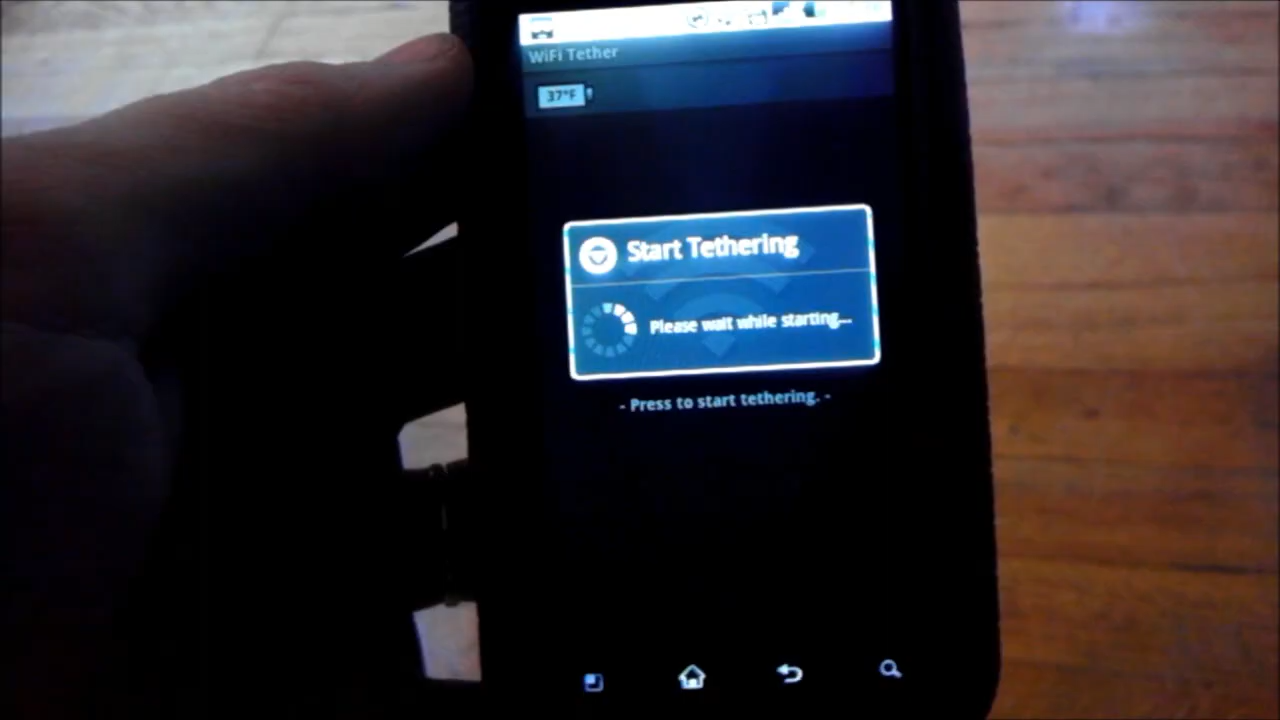 WiFi Tether
37°F
Start Tethering
Please wait while starting...
- Press to start tethering. -